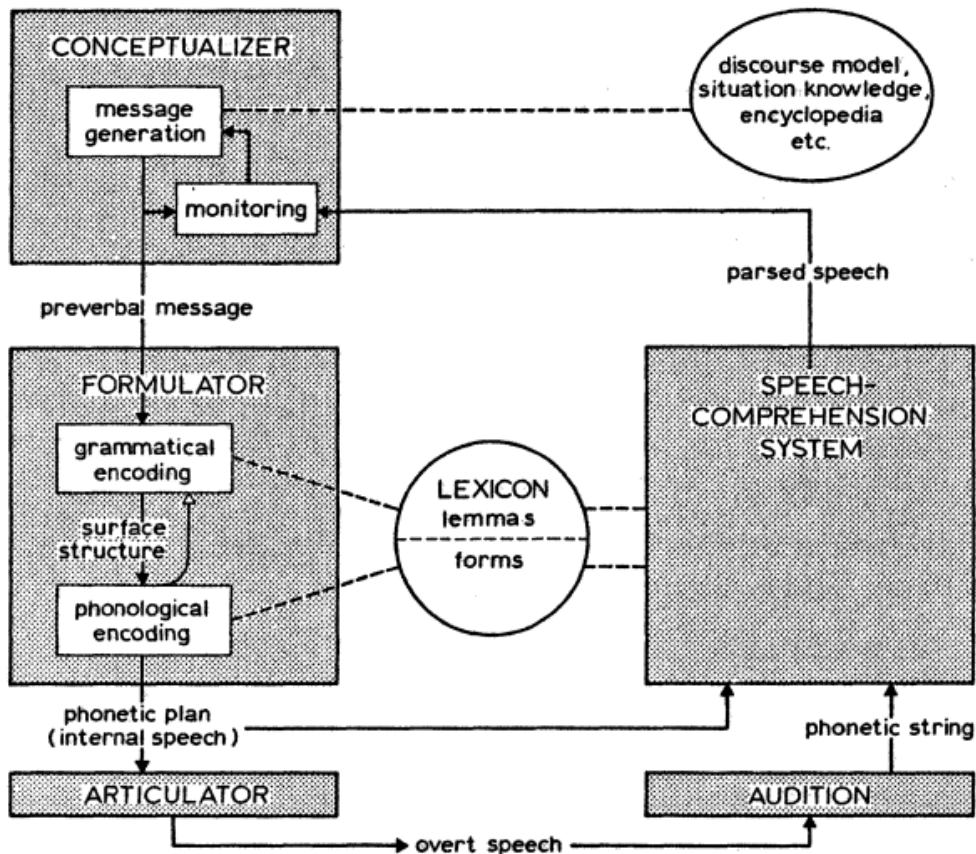 CONCEPTUALIZER
message
generation
monitoring
discourse model,
situation knowledge,
encyclopedia
etc.
parsed speech
preverbal message
FORMULATOR
grammatical
encoding
surface
structure
phonological
encoding
LEXICON
lemmas
forms
SPEECH-
COMPREHENSION
SYSTEM
phonetic plan
(internal speech)
phonetic string
ARTICULATOR
AUDITION
overt speech